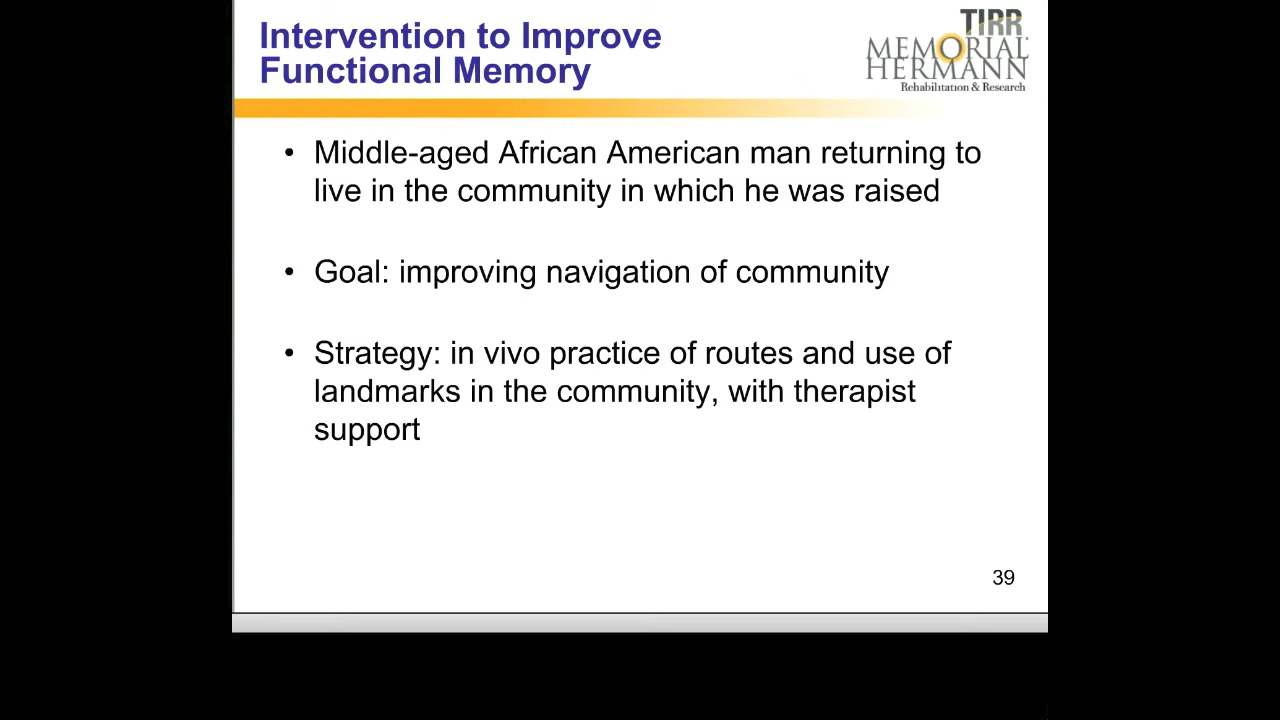 Intervention to Improve
Functional Memory
TIRR
MEMORIAL
HERMANN
Rehabilitation & Research
• Middle-aged African American man returning to
live in the community in which he was raised
• Goal: improving navigation of community
• Strategy: in vivo practice of routes and use of
landmarks in the community, with therapist
support
39